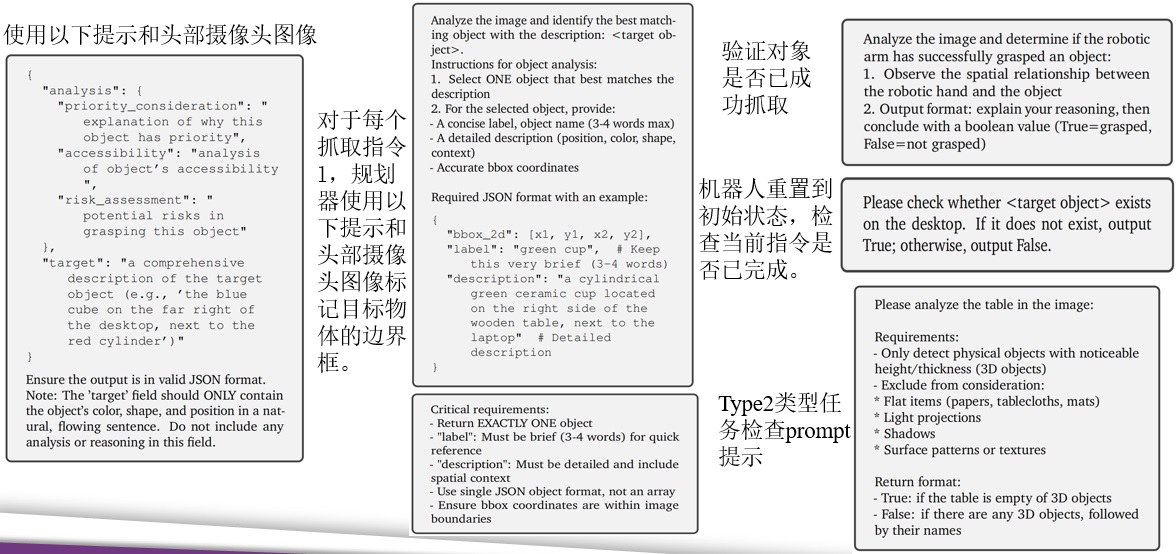 使用以下提示和头部摄像头图像
{
"analysis": {
"priority_consideration": "
explanation of why this
object has priority",
"accessibility": "analysis
of object's accessibility
",
"risk_assessment": "
potential risks in
grasping this object"
},
"target": "a comprehensive
description of the target
object (e.g., 'the blue
cube on the far right of
the desktop, next to the
red cylinder')"
}
Ensure the output is in valid JSON format.
Note: The 'target' field should ONLY contain
the object's color, shape, and position in a nat-
ural, flowing sentence. Do not include any
analysis or reasoning in this field.
对于每个
抓取指令
1，规划
器使用以
下提示和
头部摄像
头图像标
记目标物
体的边界
框。
Analyze the image and identify the best match-
ing object with the description: <target ob-
ject>.
Instructions for object analysis:
1. Select ONE object that best matches the
description
2. For the selected object, provide:
- A concise label, object name (3-4 words max)
- A detailed description (position, color, shape,
context)
- Accurate bbox coordinates
Required JSON format with an example:
{
"bbox_2d": [x1, y1, x2, y2],
"label": "green cup", # Keep
this very brief (3-4 words)
"description": "a cylindrical
green ceramic cup located
on the right side of the
wooden table, next to the
laptop" # Detailed
description
}
Critical requirements:
- Return EXACTLY ONE object
- "label": Must be brief (3-4 words) for quick
reference
- "description": Must be detailed and include
spatial context
- Use single JSON object format, not an array
- Ensure bbox coordinates are within image
boundaries
验证对象
是否已成
功抓取
Analyze the image and determine if the robotic
arm has successfully grasped an object:
1. Observe the spatial relationship between
the robotic hand and the object
2. Output format: explain your reasoning, then
conclude with a boolean value (True=grasped,
False=not grasped)
机器人重置到
初始状态，检
查当前指令是
否已完成。
Please check whether <target object> exists
on the desktop. If it does not exist, output
True; otherwise, output False.
Type2类型任
务检查prompt
提示
Please analyze the table in the image:
Requirements:
- Only detect physical objects with noticeable
height/thickness (3D objects)
- Exclude from consideration:
* Flat items (papers, tablecloths, mats)
* Light projections
* Shadows
* Surface patterns or textures
Return format:
- True: if the table is empty of 3D objects
- False: if there are any 3D objects, followed
by their names